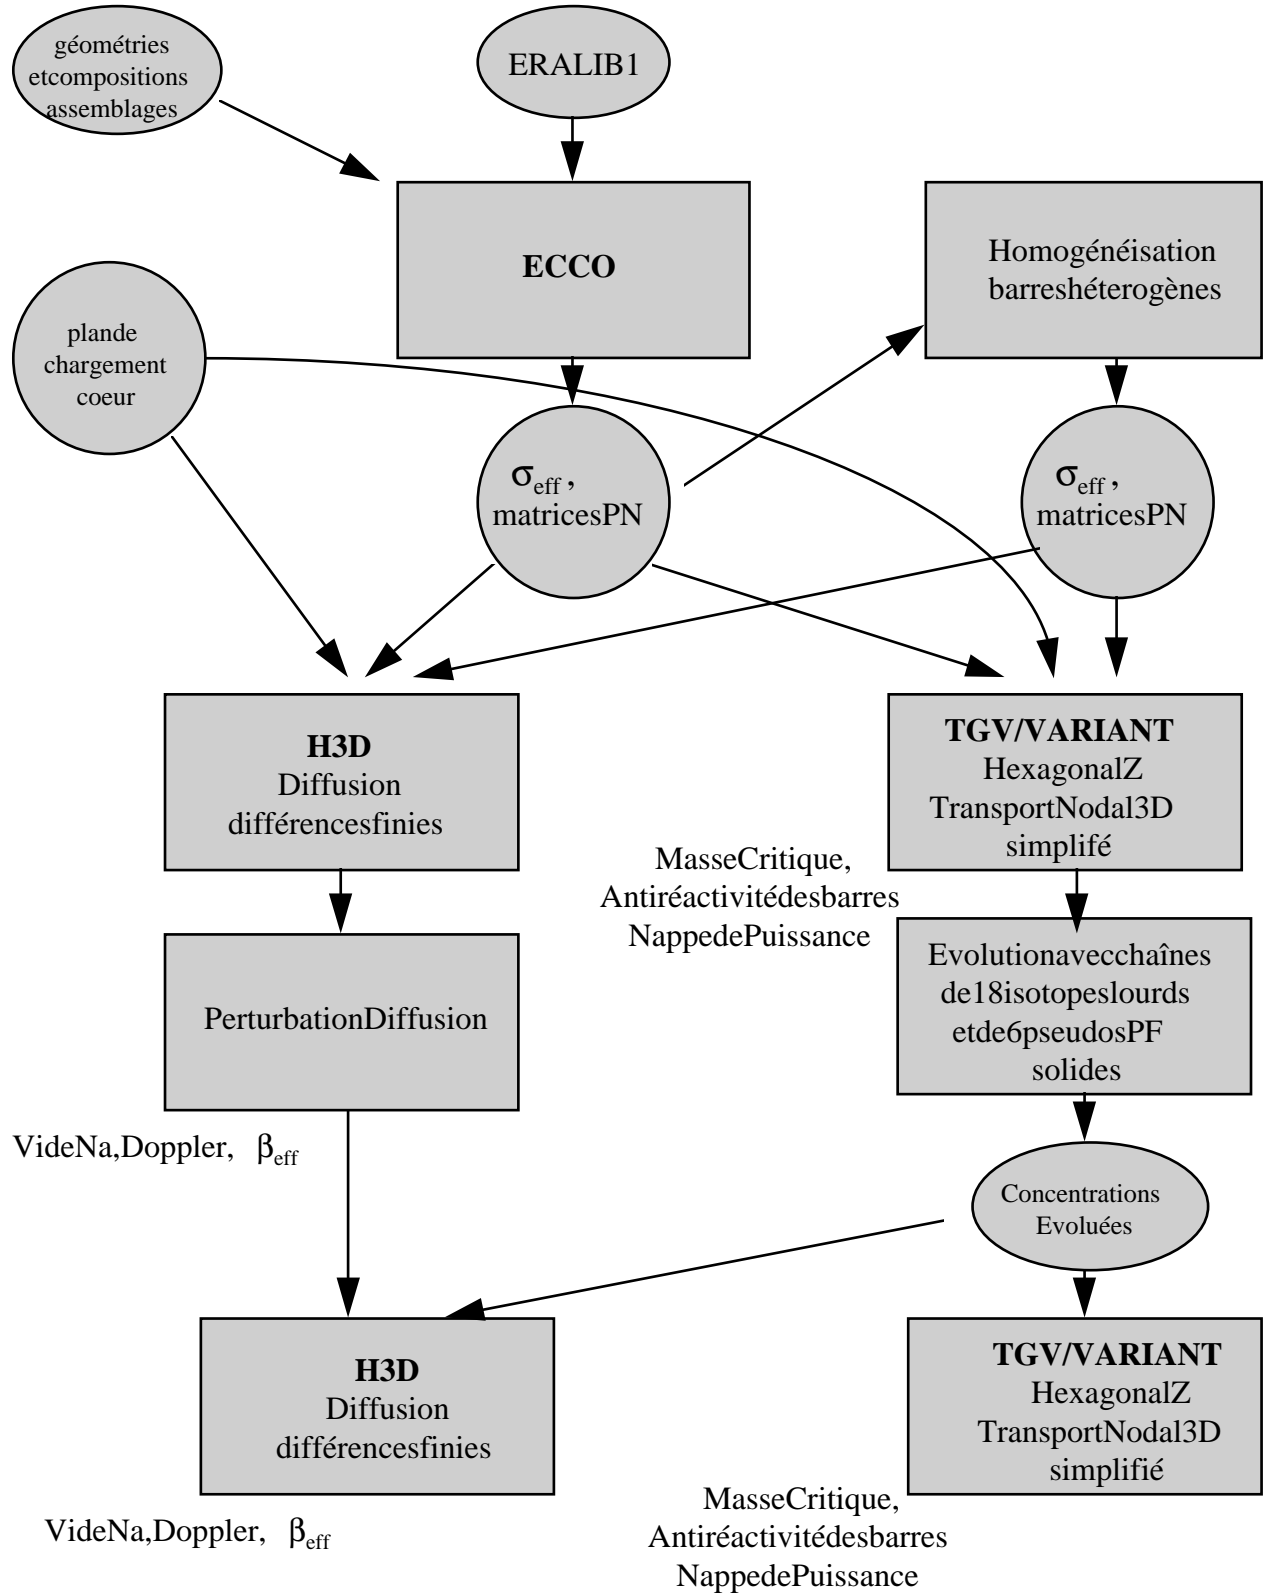 géométries
etcompositions
assemblages
ERALIB1
ECCO
Homogénéisation
barreshéterogènes
plande
chargement
coeur
σeff ,
matricesPN
σeff ,
matricesPN
H3D
Diffusion
différencesfinies
TGV/VARIANT
HexagonalZ
TransportNodal3D
simplifé
MasseCritique,
Antiréactivitédesbarres
NappedePuissance
PerturbationDiffusion
Evolutionavecchaînes
de18isotopeslourds
etde6pseudosPF
solides
VideNa,Doppler, βeff
Concentrations
Evoluées
H3D
Diffusion
différencesfinies
TGV/VARIANT
HexagonalZ
TransportNodal3D
simplifié
VideNa,Doppler, βeff
MasseCritique,
Antiréactivitédesbarres
NappedePuissance